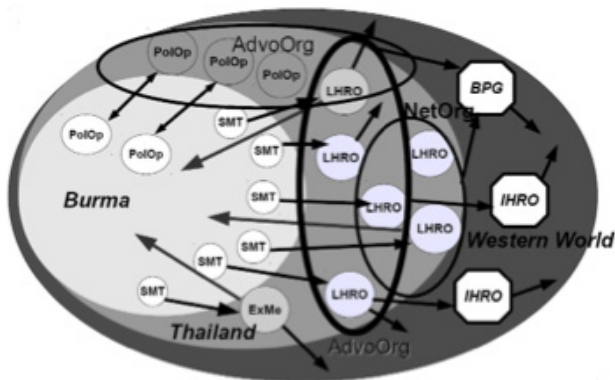 AdvoOrg
PolOp
PolOp
PolOp
LHRO
BPG
NetOrg
SMT
PolOp
PolOp
SMT
LHRO
LHRO
Burma
SMT
LHRO
IHRO
LHRO
Western World
SMT
SMT
SMT
LHRO
IHRO
ExMe
Thailand
AdvoOrg